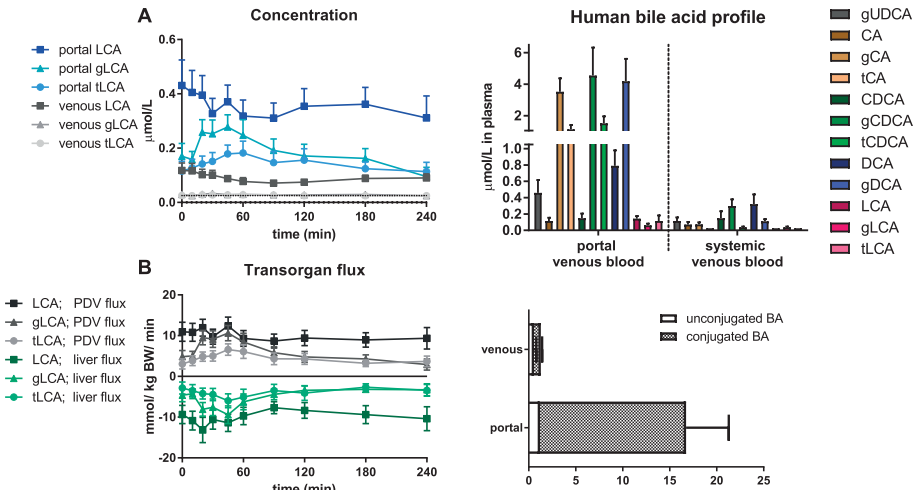 A
Concentration
portal LCA
portal gLCA
portal tLCA
venous LCA
venous gLCA
venous tLCA
μmol/L
0.6
0.4
0.2
0.0
0
60
120
180
240
time (min)
Human bile acid profile
μmol/L in plasma
6
4
2
1.0
0.8
0.6
0.4
0.2
0.0
portal
venous blood
systemic
venous blood
gUDCA
CA
gCA
tCA
CDCA
gCDCA
tCDCA
DCA
gDCA
LCA
gLCA
tLCA
B
Transorgan flux
LCA; PDV flux
gLCA; PDV flux
tLCA; PDV flux
LCA; liver flux
gLCA; liver flux
tLCA; liver flux
mmol/ kg BW/ min
20
10
0
-10
-20
0
60
120
180
240
time (min)
unconjugated BA
conjugated BA
venous
portal
0
5
10
15
20
25